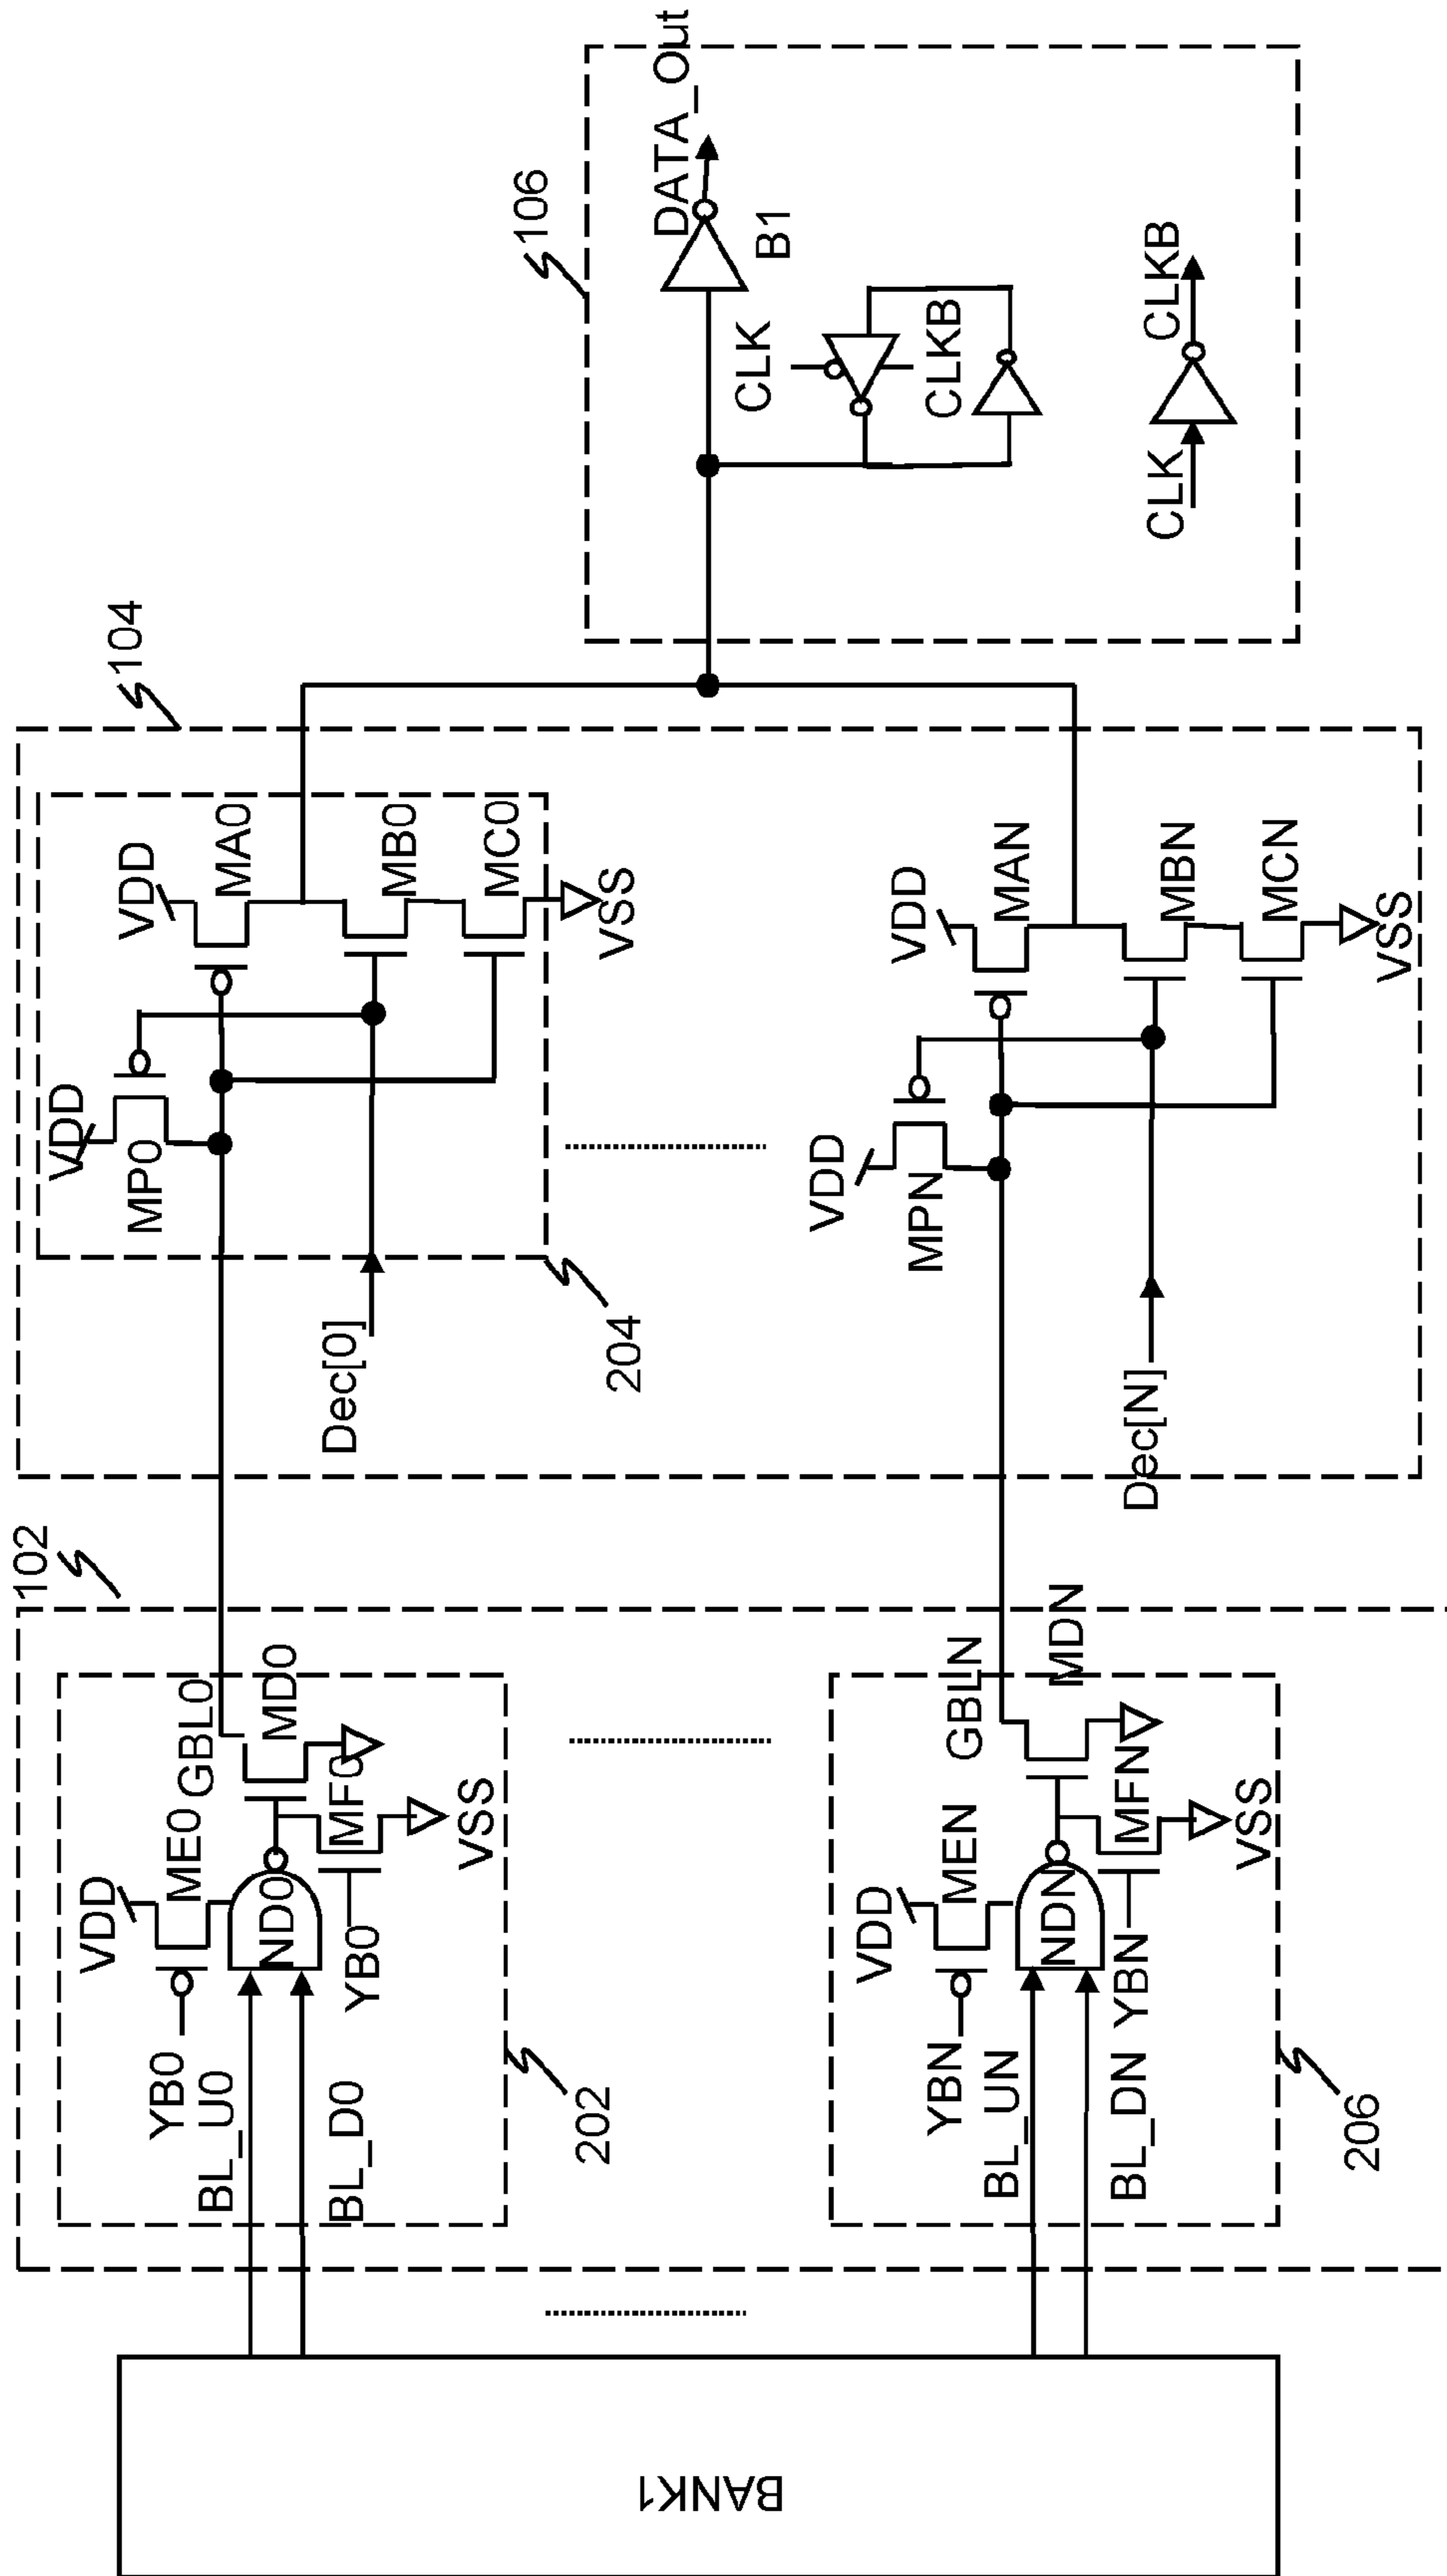 106
DATA_Out
B1
CLK
CLKB
CLK
CLKB
104
VDD
MA0
MB0
MC0
VSS
VDD
MP0
Dec[0]
204
VDD
MAN
MBN
MCN
VSS
VDD
MPN
Dec[N]
102
GBL0
MD0
VDD
ME0
ND0
MF0
VSS
YB0
YB0
BL_U0
BL_D0
202
GBLN
MDN
VDD
MEN
NDN
MFN
VSS
YBN
YBN
BL_UN
BL_DN
206
BANK1